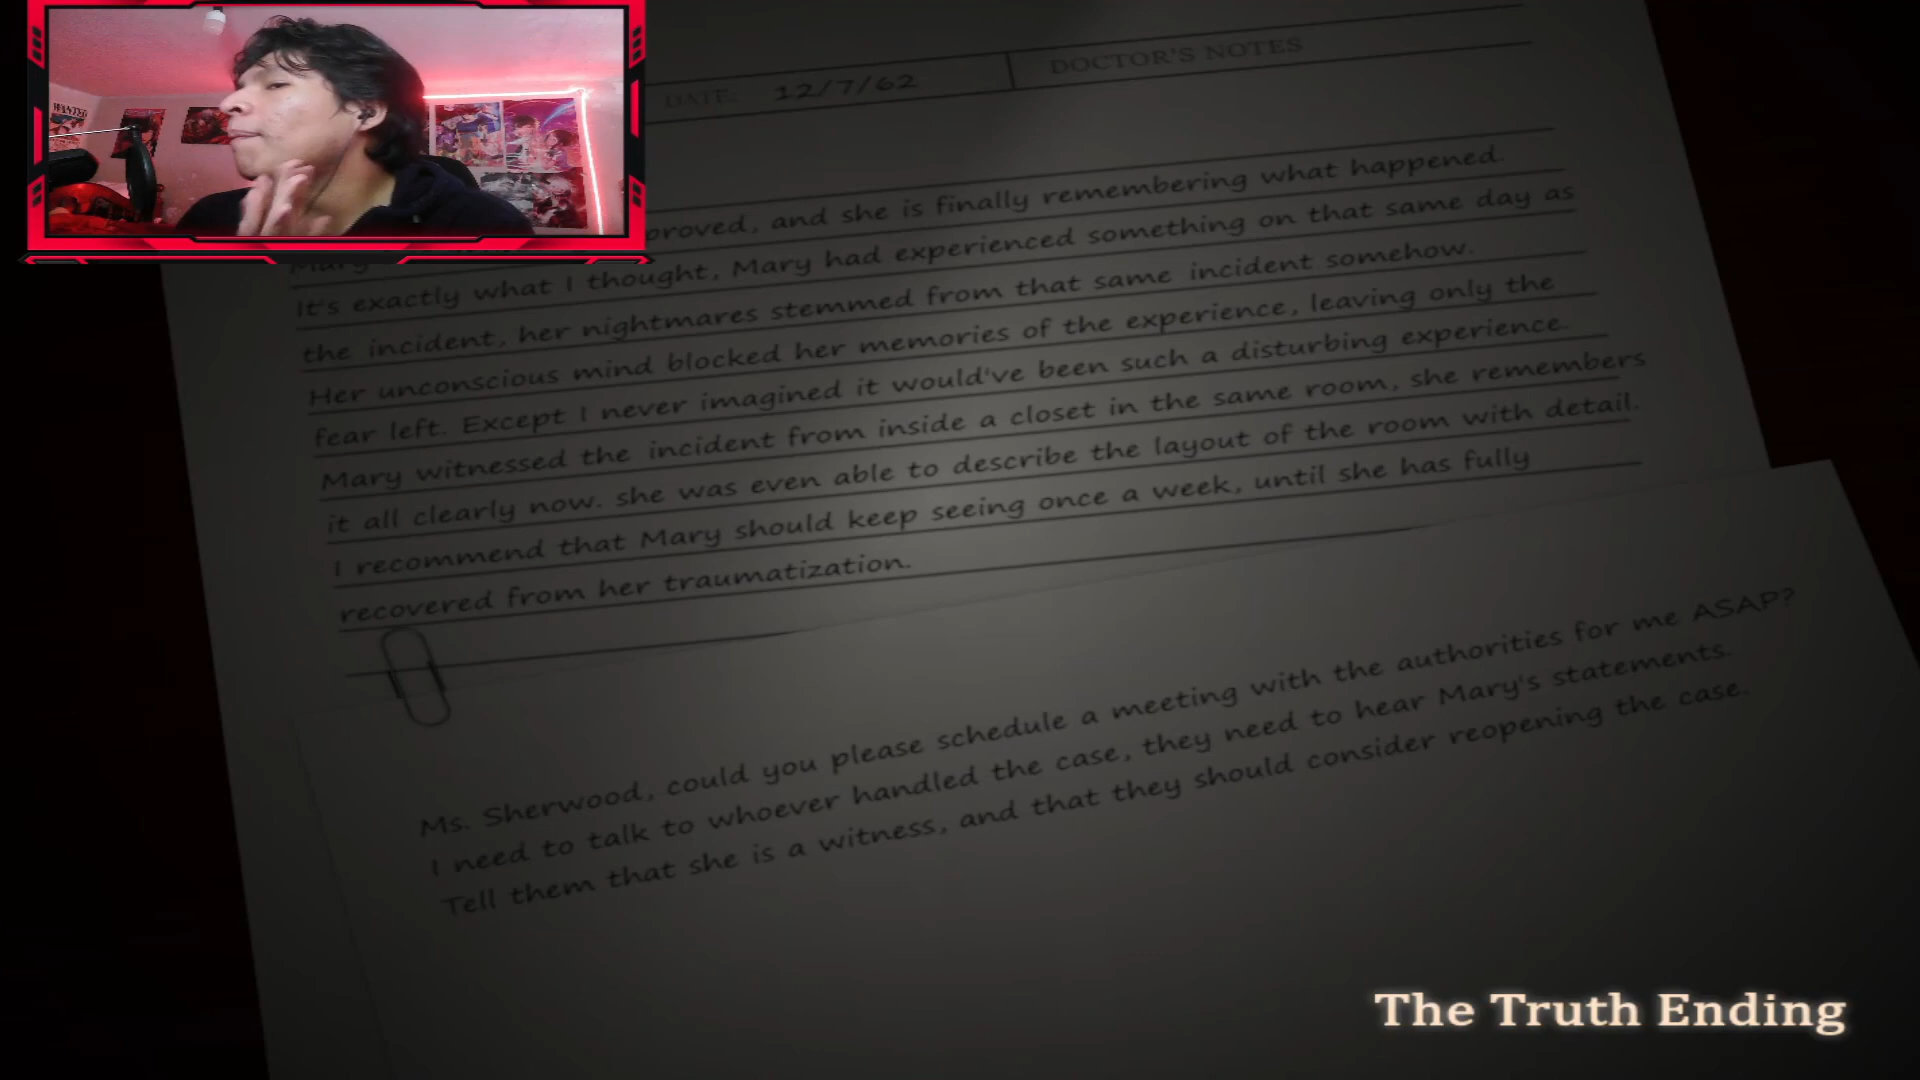 WANTED
DATE: 12/7/62
DOCTOR'S NOTES
Mary proved, and she is finally remembering what happened.
It's exactly what I thought, Mary had experienced something on that same day as
the incident, her nightmares stemmed from that same incident somehow.
Her unconscious mind blocked her memories of the experience, leaving only the
fear left. Except I never imagined it would've been such a disturbing experience.
Mary witnessed the incident from inside a closet in the same room, she remembers
it all clearly now. she was even able to describe the layout of the room with detail.
I recommend that Mary should keep seeing once a week, until she has fully
recovered from her traumatization.
Ms. Sherwood, could you please schedule a meeting with the authorities for me ASAP?
I need to talk to whoever handled the case, they need to hear Mary's statements.
Tell them that she is a witness, and that they should consider reopening the case.
The Truth Ending